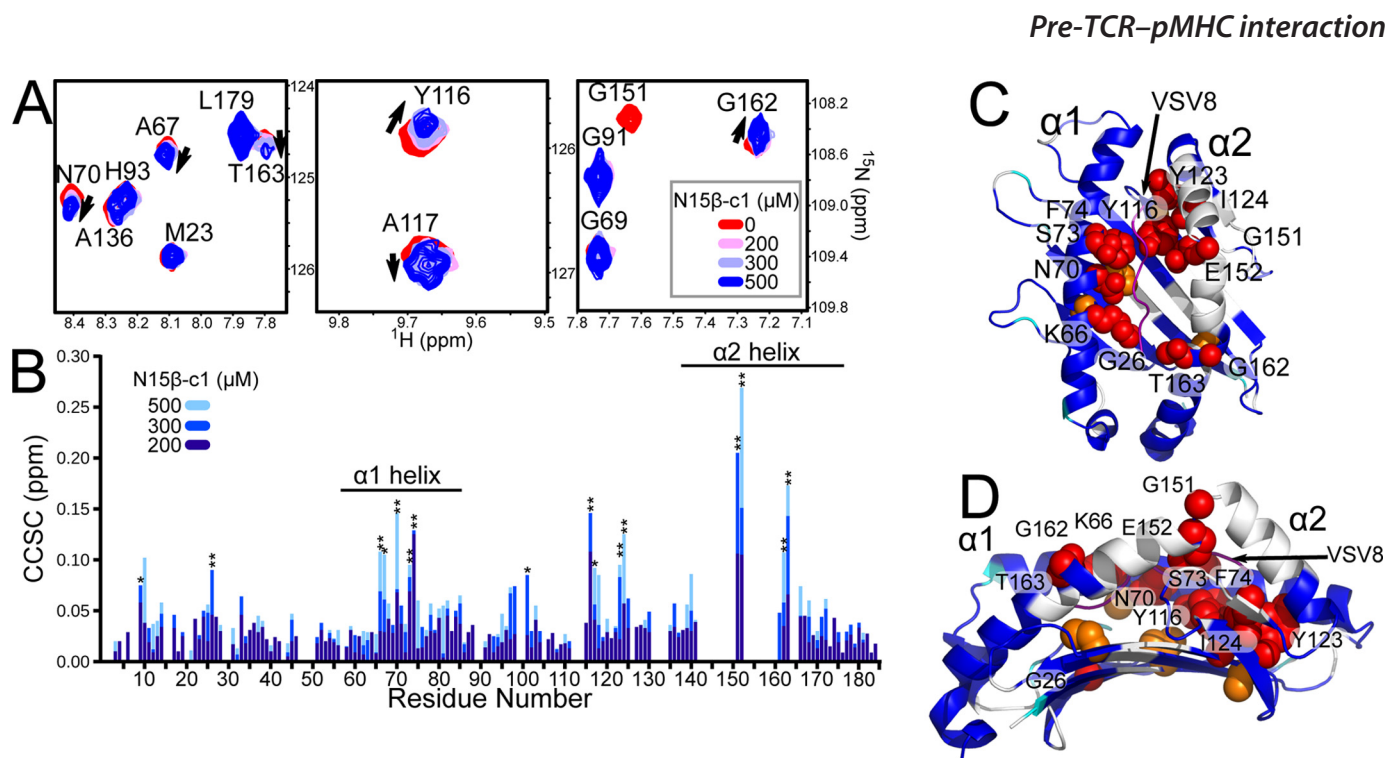 Pre-TCR–pMHC interaction
A
N70
H93
A67
L179
T163
A136
M23
124
125
126
8.4 8.3 8.2 8.1 8.0 7.9 7.8
Y116
A117
9.8 9.7 9.6 9.5
¹H (ppm)
126
127
G151
G162
G91
G69
N15β-c1 (µM)
0
200
300
500
108.2
108.6
109.0
109.4
109.8
¹⁵N (ppm)
7.8 7.7 7.6 7.5 7.4 7.3 7.2 7.1
B
N15β-c1 (µM)
500
300
200
α1 helix
α2 helix
CCSC (ppm)
0.30
0.25
0.20
0.15
0.10
0.05
0.00
10 20 30 40 50 60 70 80 90 100 110 120 130 140 150 160 170 180
Residue Number
* ** ** * ** ** ** * ** * ** ** ** ** ** **
C
VSV8
α1
α2
Y123
I124
F74
Y116
S73
G151
N70
E152
K66
G26
T163
G162
D
G151
α1
G162
K66
E152
α2
VSV8
T163
S73
F74
N70
Y116
I124
Y123
G26